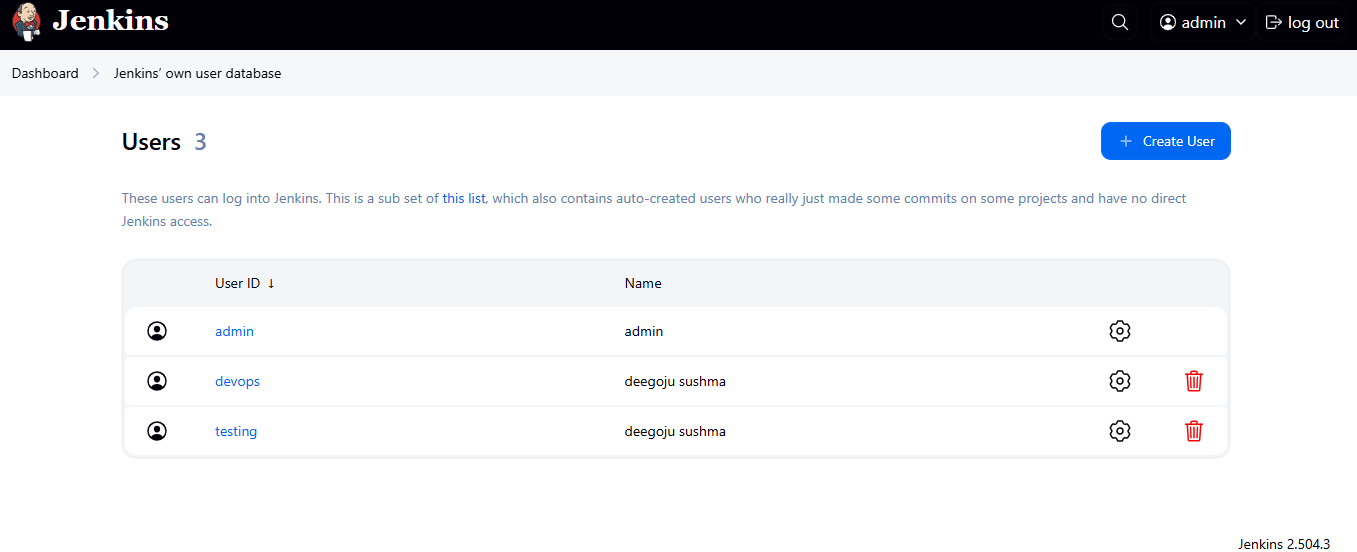 Jenkins
admin
log out
Dashboard
Jenkins’ own user database
Users 3
Create User
These users can log into Jenkins. This is a sub set of this list, which also contains auto-created users who really just made some commits on some projects and have no direct
Jenkins access.
User ID ↓ Name
admin admin
devops deegoju sushma
testing deegoju sushma
Jenkins 2.504.3